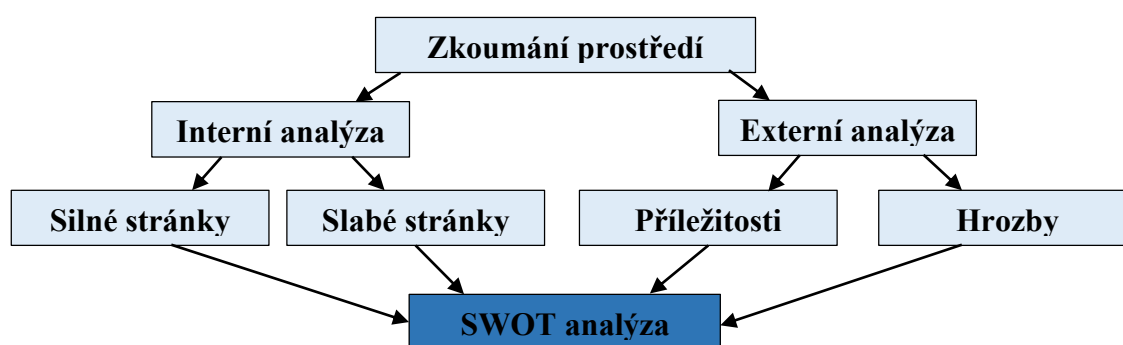 Zkoumání prostředí
Interní analýza
Externí analýza
Silné stránky
Slabé stránky
Příležitosti
Hrozby
SWOT analýza